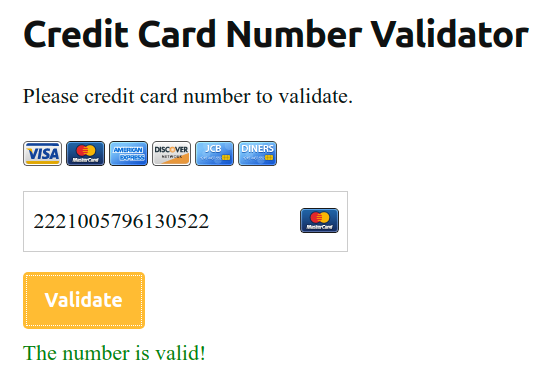 Credit Card Number Validator
Please credit card number to validate.
VISA MasterCard AMERICAN EXPRESS DISCOVER NETWORK JCB DINERS
2221005796130522 MasterCard
Validate
The number is valid!